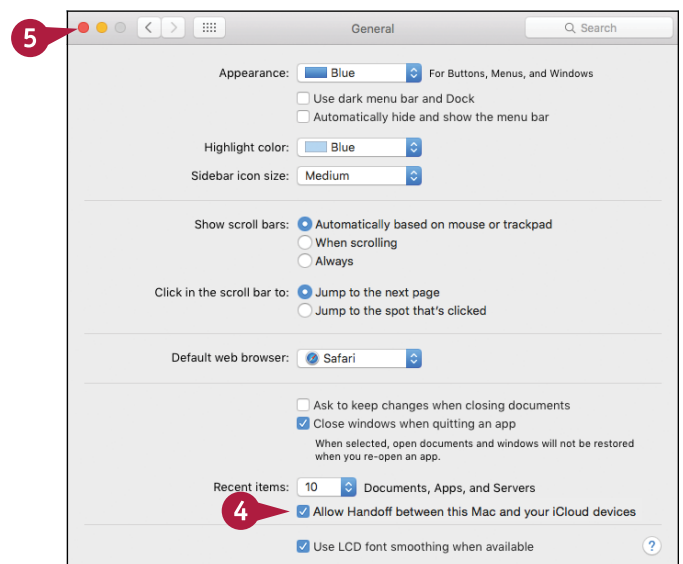 5
General
Search
Appearance: Blue For Buttons, Menus, and Windows
Use dark menu bar and Dock
Automatically hide and show the menu bar
Highlight color: Blue
Sidebar icon size: Medium
Show scroll bars: Automatically based on mouse or trackpad
When scrolling
Always
Click in the scroll bar to: Jump to the next page
Jump to the spot that's clicked
Default web browser: Safari
Ask to keep changes when closing documents
Close windows when quitting an app
When selected, open documents and windows will not be restored
when you re-open an app.
Recent items: 10 Documents, Apps, and Servers
4
Allow Handoff between this Mac and your iCloud devices
Use LCD font smoothing when available ?